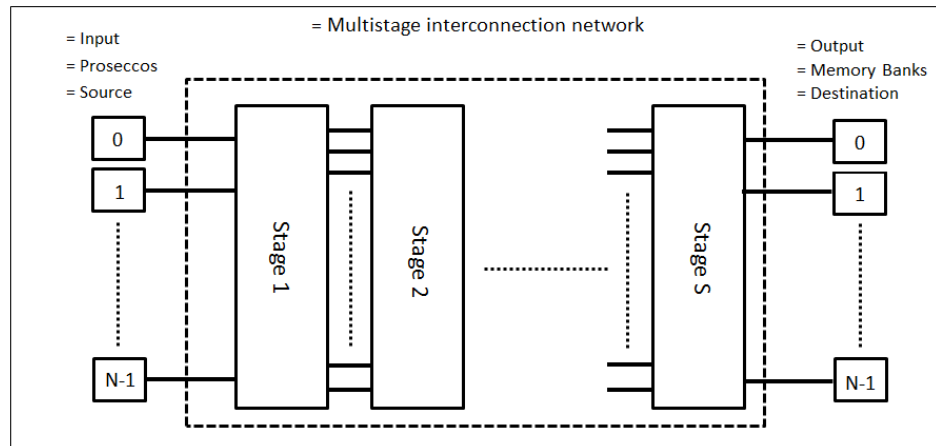 = Multistage interconnection network
= Input
= Proseccos
= Source
= Output
= Memory Banks
= Destination
0
1
N-1
Stage 1
Stage 2
Stage S
0
1
N-1